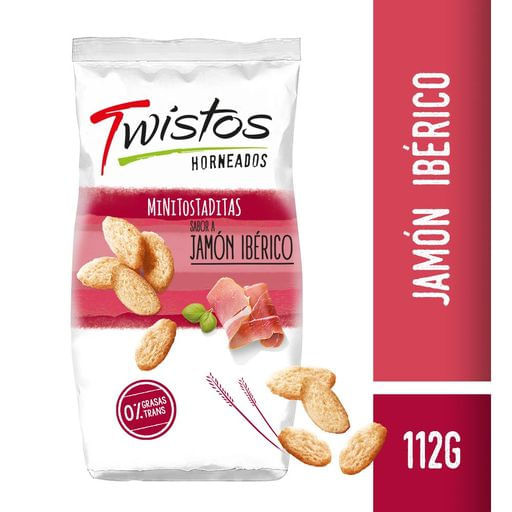 Twistos
HORNEADOS
MINITOSTADITAS
SABOR A
JAMÓN IBÉRICO
0% GRASAS
TRANS
JAMÓN IBÉRICO
112G